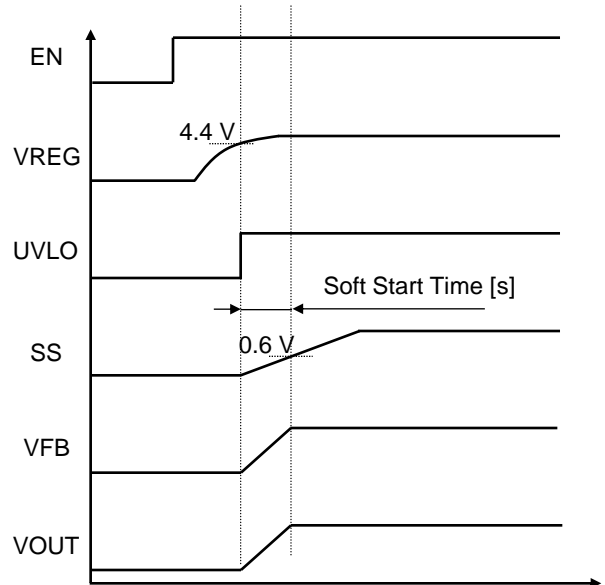 EN
4.4 V
VREG
UVLO
Soft Start Time [s]
0.6 V
SS
VFB
VOUT